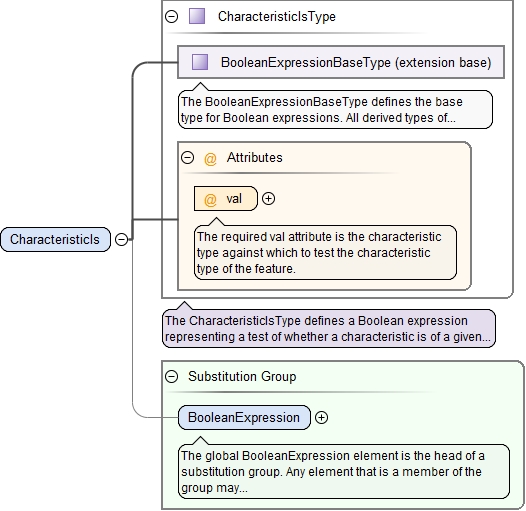 CharacteristicIsType
BooleanExpressionBaseType (extension base)
The BooleanExpressionBaseType defines the base
type for Boolean expressions. All derived types of...
@ Attributes
@ val
The required val attribute is the characteristic
type against which to test the characteristic
type of the feature.
CharacteristicIs
The CharacteristicIsType defines a Boolean expression
representing a test of whether a characteristic is of a given...
Substitution Group
BooleanExpression
The global BooleanExpression element is the head of a
substitution group. Any element that is a member of the
group may...